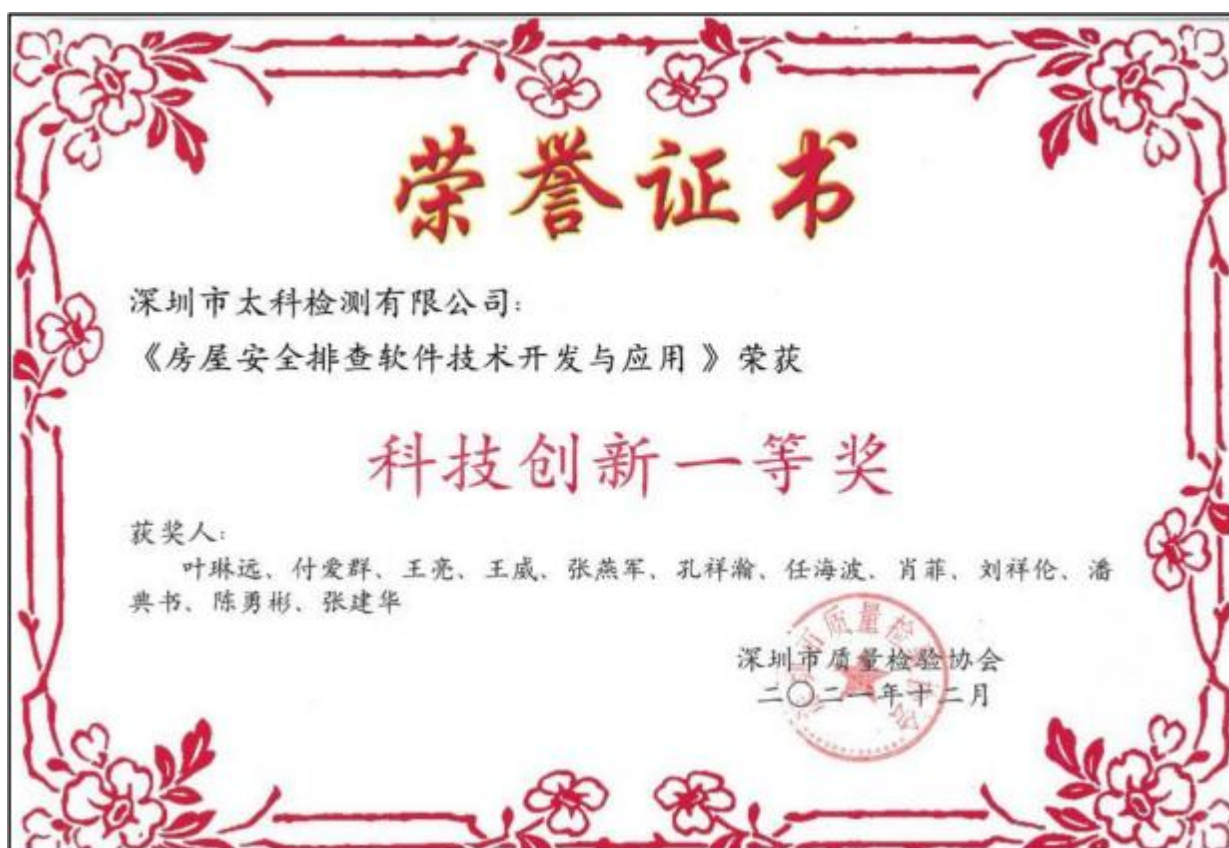 荣誉证书
深圳市太科检测有限公司：
《房屋安全排查软件技术开发与应用 》荣获
科技创新一等奖
获奖人：
叶琳远、付爱群、王亮、王威、张燕军、孔祥瀚、任海波、肖菲、刘祥伦、潘
典书、陈勇彬、张建华
深圳市质量检验协会
二〇二一年十二月